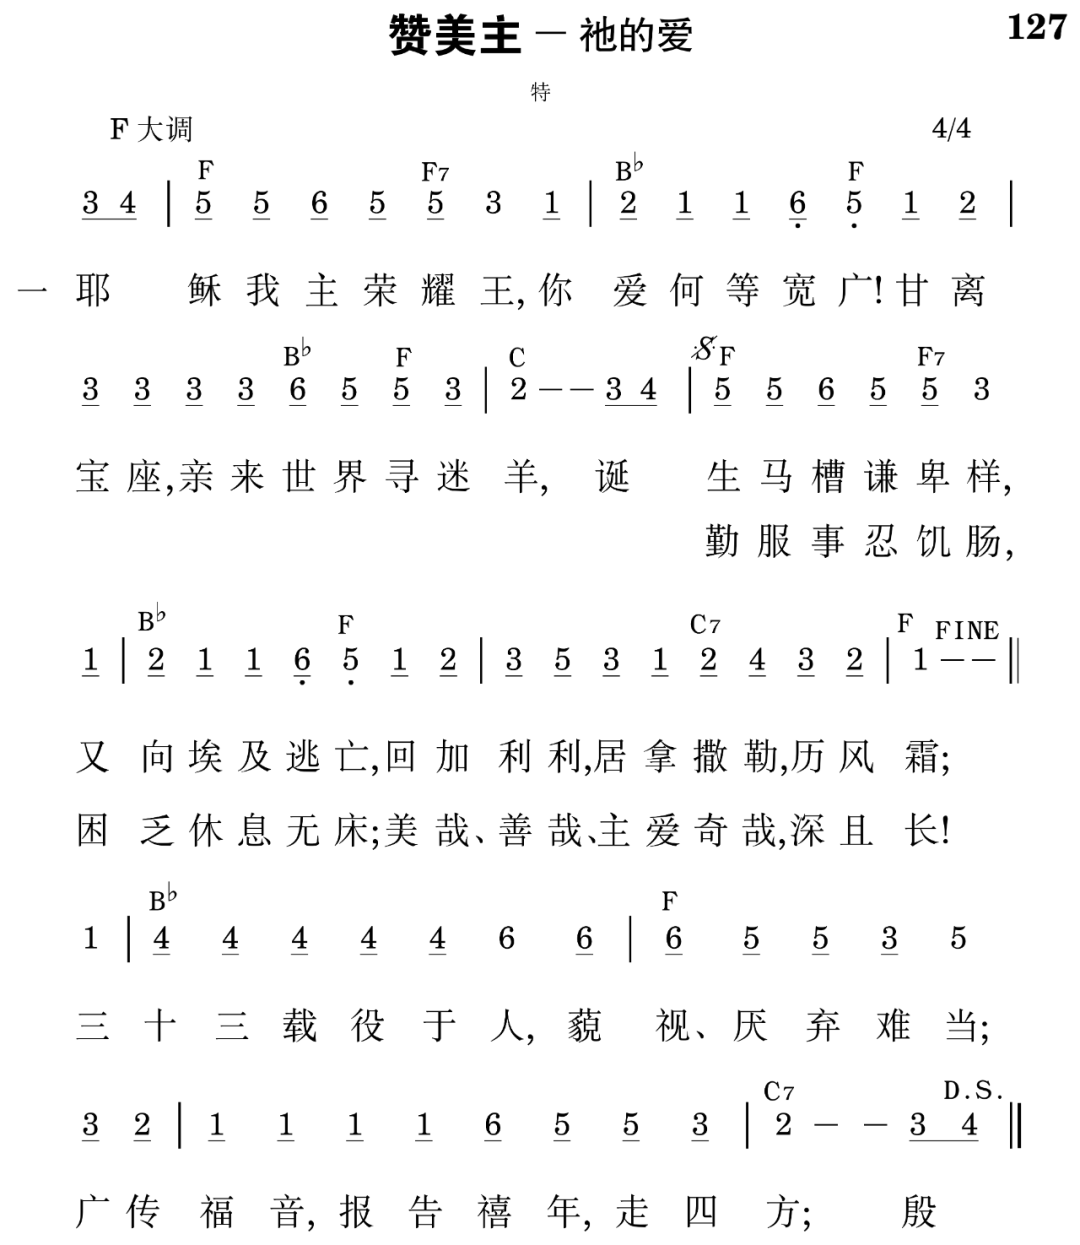 赞美主 — 祂的爱 127
特
F 大调 4/4
F F7 B♭ F
3 4 | 5 5 6 5 5 3 1 | 2 1 1 6 5 1 2 |
一 耶 稣 我 主 荣 耀 王, 你 爱 何 等 宽 广! 甘 离
B♭ F C 𝄋 F F7
3 3 3 3 6 5 5 3 | 2 – – 3 4 | 5 5 6 5 5 3
宝 座, 亲 来 世 界 寻 迷 羊, 诞 生 马 槽 谦 卑 样,
勤 服 事 忍 饥 肠,
B♭ F C7 F FINE
1 | 2 1 1 6 5 1 2 | 3 5 3 1 2 4 3 2 | 1 – – ‖
又 向 埃 及 逃 亡, 回 加 利 利, 居 拿 撒 勒, 历 风 霜;
困 乏 休 息 无 床; 美 哉、善 哉、主 爱 奇 哉, 深 且 长!
B♭ F
1 | 4 4 4 4 4 6 6 | 6 5 5 3 5
三 十 三 载 役 于 人, 藐 视、厌 弃 难 当;
C7 D.S.
3 2 | 1 1 1 1 6 5 5 3 | 2 – – 3 4 ‖
广 传 福 音, 报 告 禧 年, 走 四 方; 殷